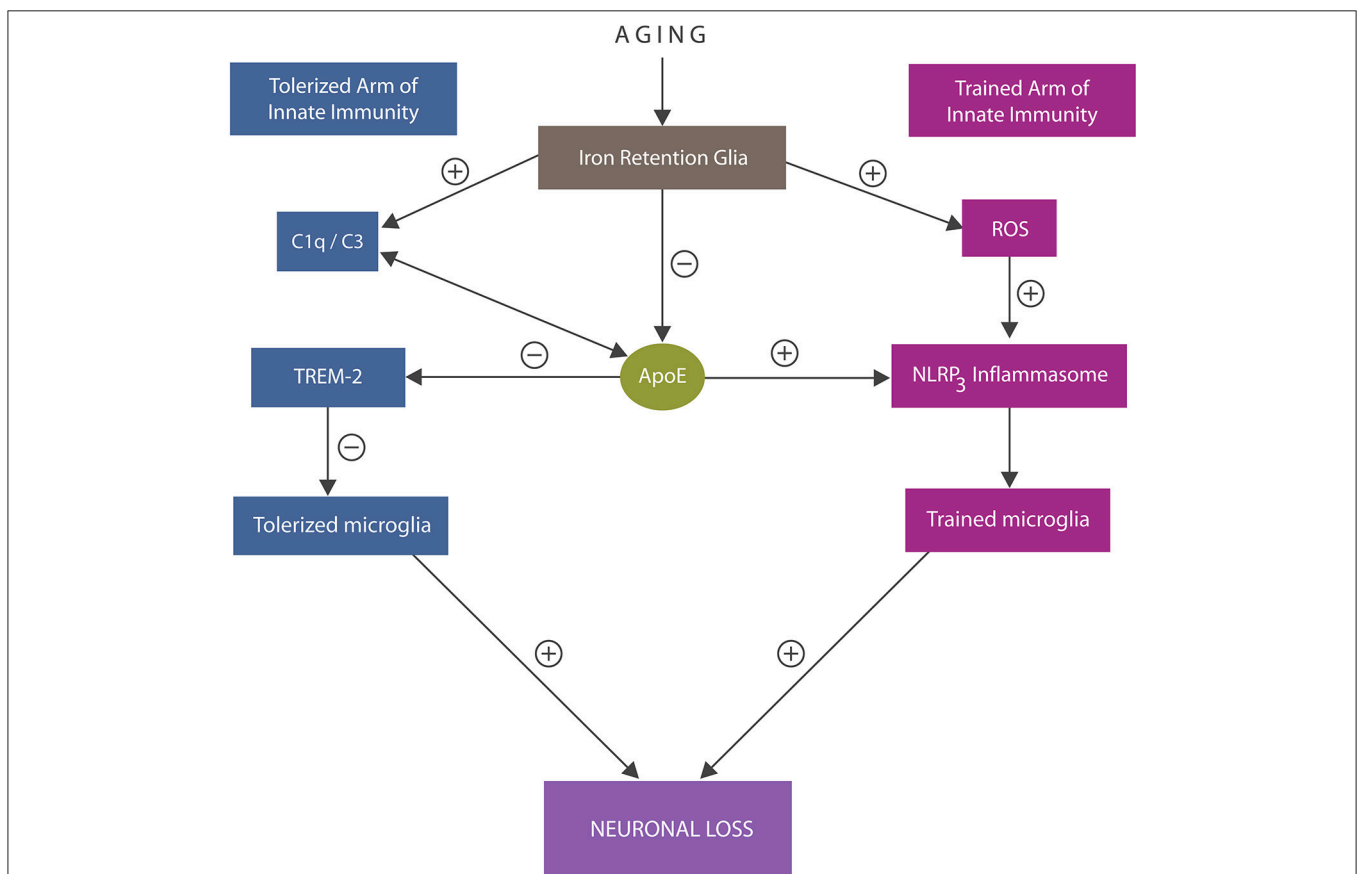 AGING
Tolerized Arm of
Innate Immunity
Trained Arm of
Innate Immunity
Iron Retention Glia
+
+
C1q / C3
ROS
−
+
TREM-2
−
ApoE
+
NLRP3 Inflammasome
−
Tolerized microglia
Trained microglia
+
+
NEURONAL LOSS